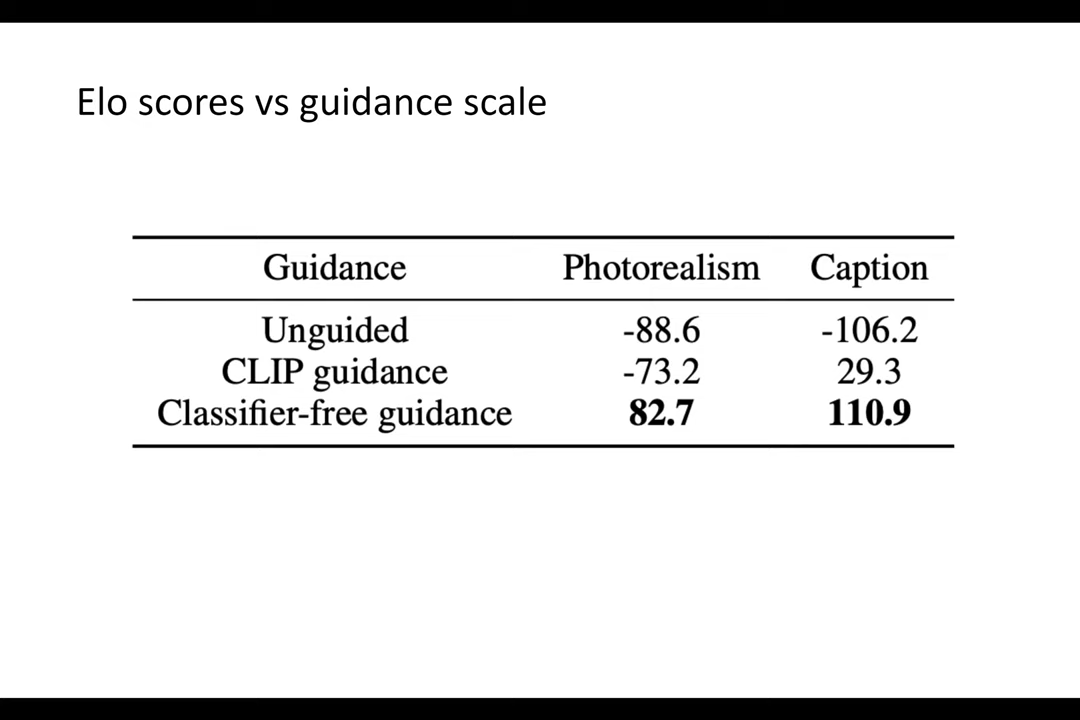 Elo scores vs guidance scale
Guidance Photorealism Caption
Unguided -88.6 -106.2
CLIP guidance -73.2 29.3
Classifier-free guidance 82.7 110.9